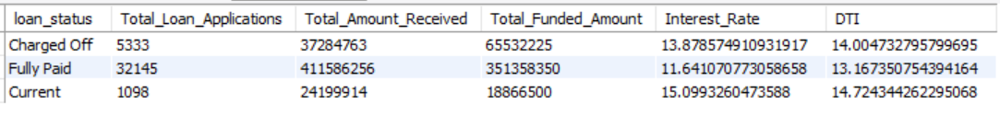 loan_status Total_Loan_Applications Total_Amount_Received Total_Funded_Amount Interest_Rate DTI
Charged Off 5333 37284763 65532225 13.878574910931917 14.004732795799695
Fully Paid 32145 411586256 351358350 11.641070773058658 13.167350754394164
Current 1098 24199914 18866500 15.0993260473588 14.724344262295068